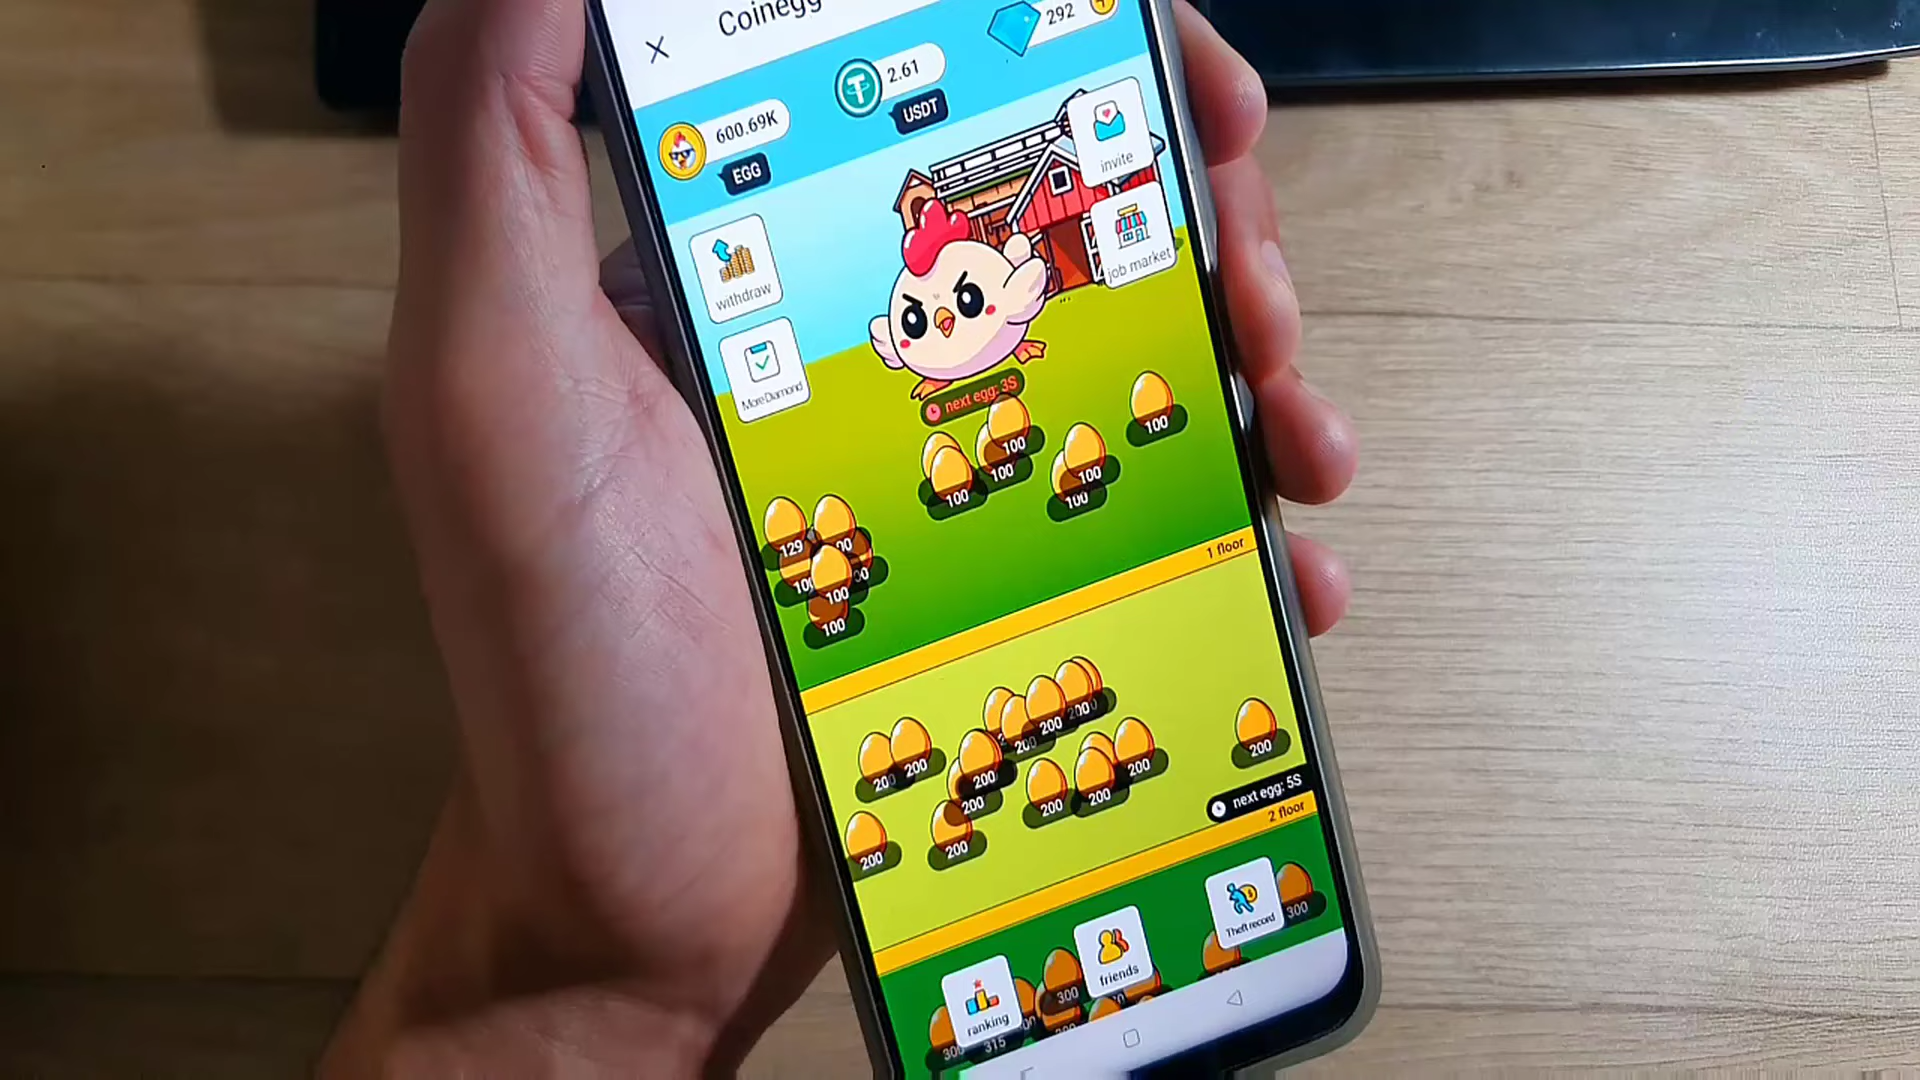 Coinegg
292
2.61
USDT
600.69K
EGG
invite
withdraw
job market
More Diamond
next egg: 3S
100
100
100
100
100
100
100
129
100
100
1 floor
200
200
200
200
200
200
200
200
200
200
200
200
next egg: 5S
2 floor
300
Theft record
friends
300
ranking
300
315